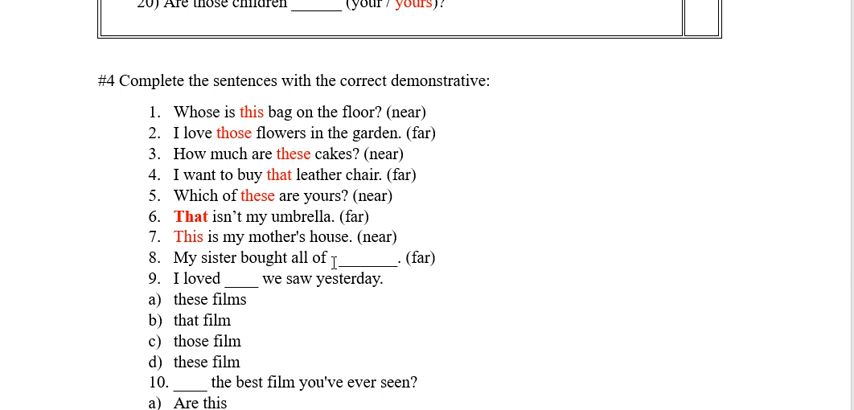 20) Are those children ______ (your / yours)?
#4 Complete the sentences with the correct demonstrative:
1. Whose is this bag on the floor? (near)
2. I love those flowers in the garden. (far)
3. How much are these cakes? (near)
4. I want to buy that leather chair. (far)
5. Which of these are yours? (near)
6. That isn’t my umbrella. (far)
7. This is my mother's house. (near)
8. My sister bought all of _______. (far)
9. I loved ____ we saw yesterday.
a) these films
b) that film
c) those film
d) these film
10. ____ the best film you've ever seen?
a) Are this